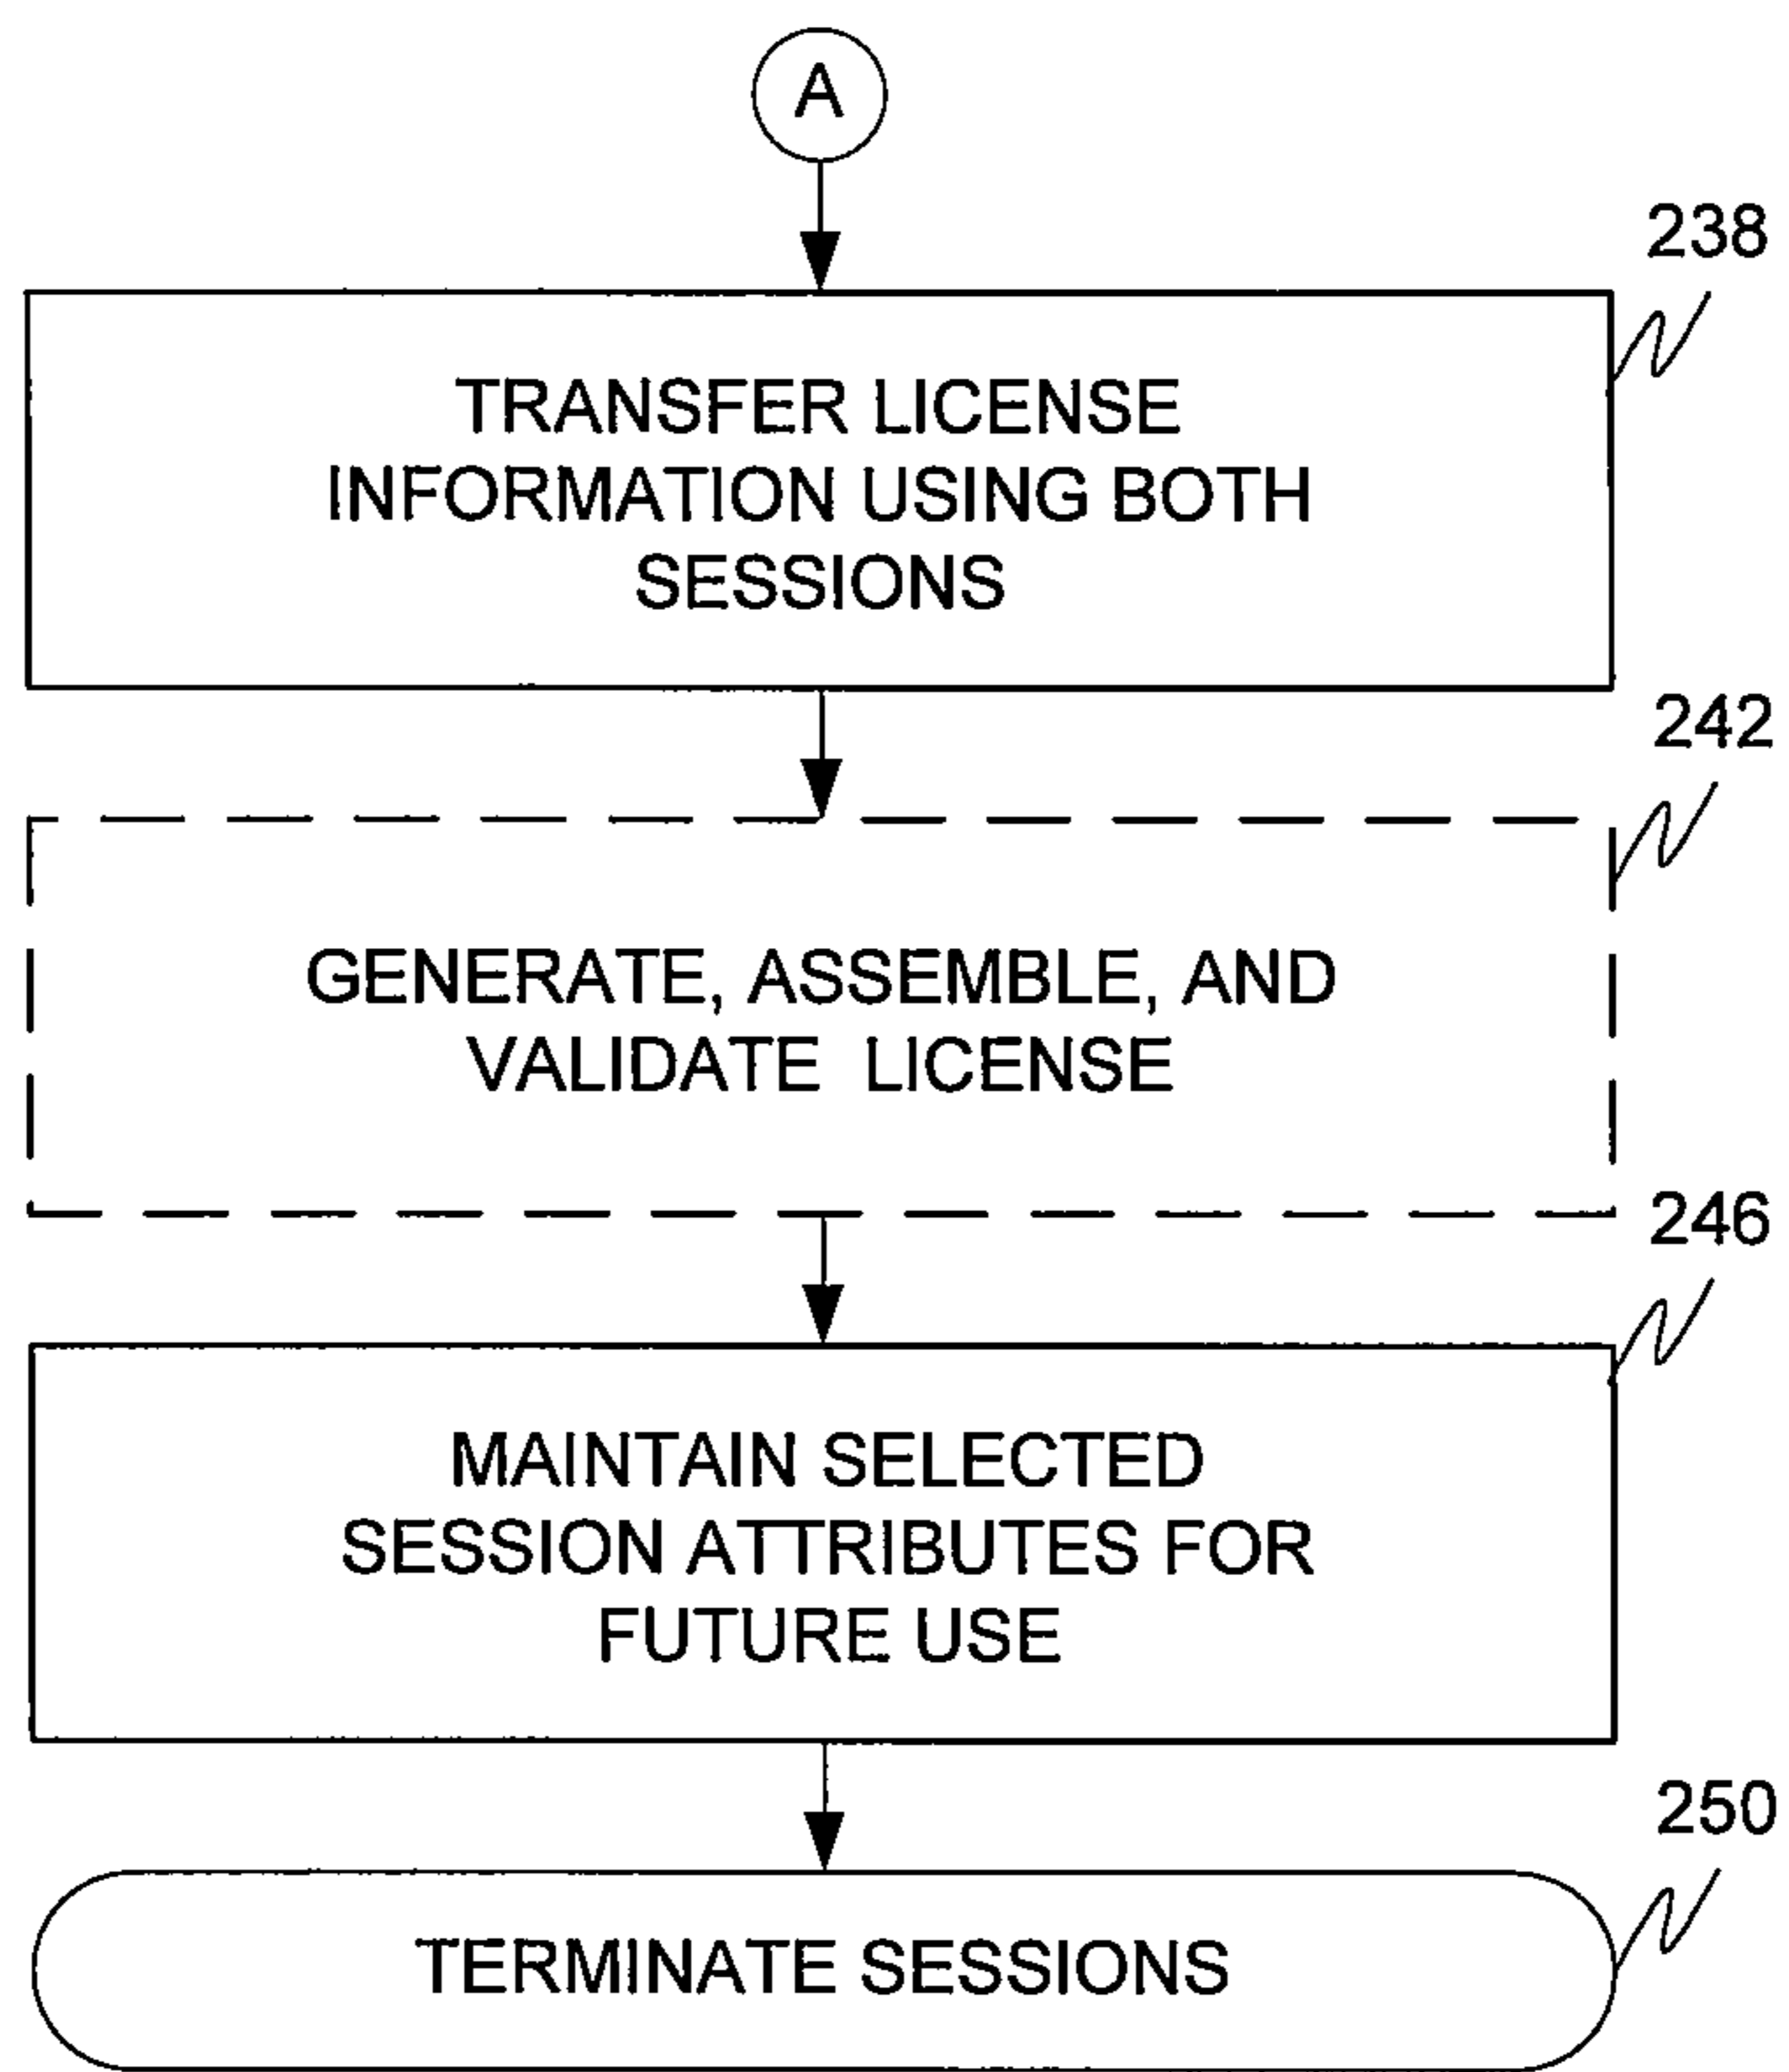 A
238
TRANSFER LICENSE
INFORMATION USING BOTH
SESSIONS
242
GENERATE, ASSEMBLE, AND
VALIDATE LICENSE
246
MAINTAIN SELECTED
SESSION ATTRIBUTES FOR
FUTURE USE
250
TERMINATE SESSIONS